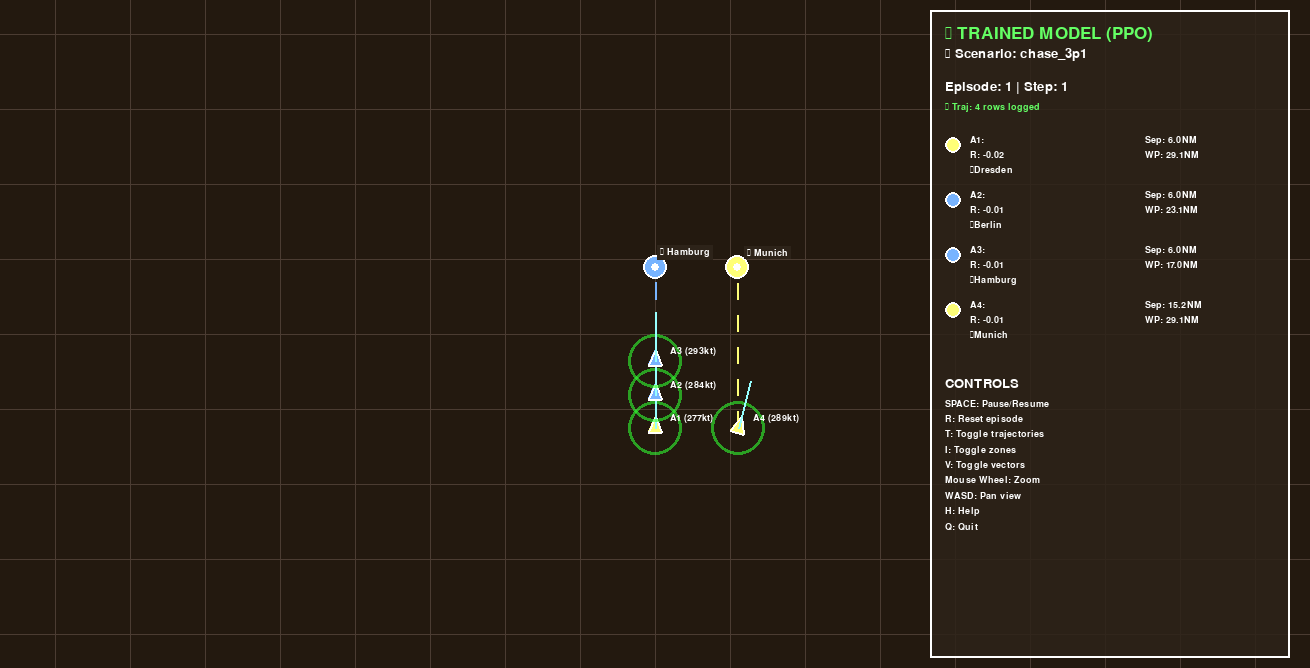 TRAINED MODEL (PPO)
Scenario: chase_3p1
Episode: 1 | Step: 1
Traj: 4 rows logged
A1:
Sep: 6.0NM
R: -0.02
WP: 29.1NM
Dresden
A2:
Sep: 6.0NM
R: -0.01
WP: 23.1NM
Berlin
A3:
Sep: 6.0NM
R: -0.01
WP: 17.0NM
Hamburg
A4:
Sep: 15.2NM
R: -0.01
WP: 29.1NM
Munich
CONTROLS
SPACE: Pause/Resume
R: Reset episode
T: Toggle trajectories
I: Toggle zones
V: Toggle vectors
Mouse Wheel: Zoom
WASD: Pan view
H: Help
Q: Quit
Hamburg
Munich
A3 (293kt)
A2 (284kt)
A1 (277kt)
A4 (289kt)